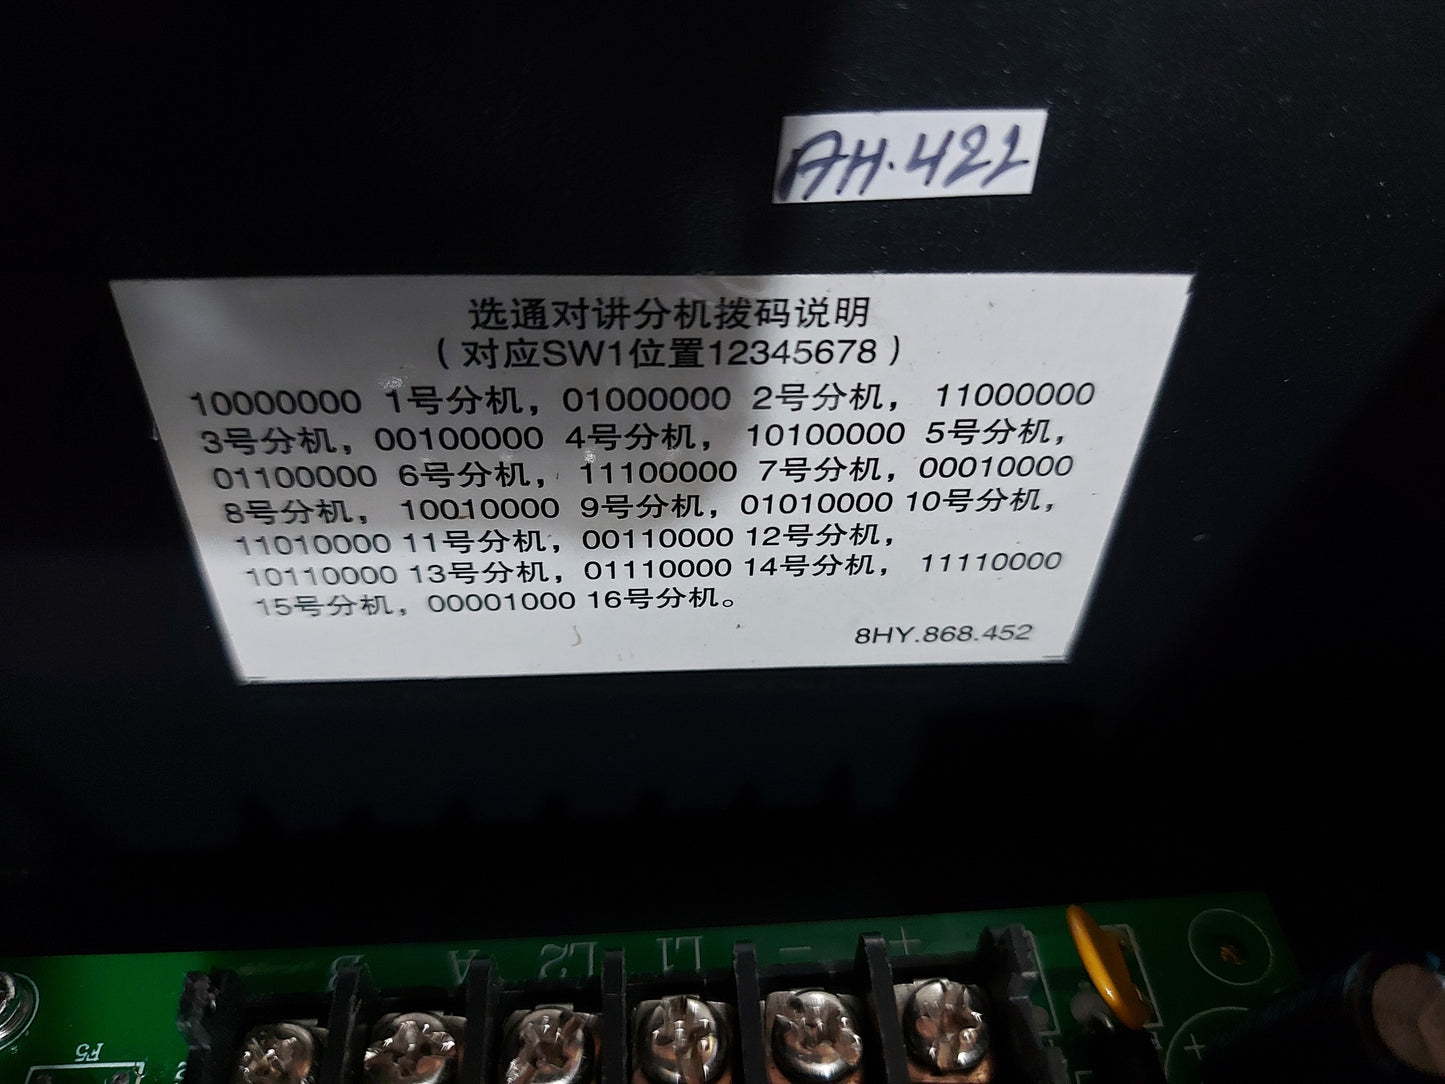 AH.422
选通对讲分机拨码说明
（对应SW1位置12345678）
10000000 1号分机，01000000 2号分机， 11000000
3号分机，00100000 4号分机， 10100000 5号分机，
01100000 6号分机，11100000 7号分机，00010000
8号分机， 10010000 9号分机，01010000 10号分机，
11010000 11号分机，00110000 12号分机，
10110000 13号分机，01110000 14号分机， 11110000
15号分机，00001000 16号分机。
8HY.868.452
B A L2 L1 - +
F5
+